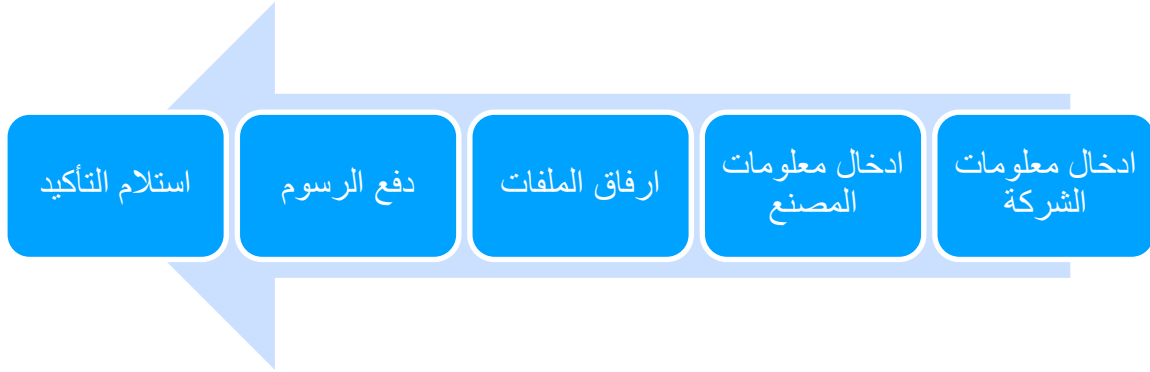 ادخال معلومات
الشركة
ادخال معلومات
المصنع
ارفاق الملفات
دفع الرسوم
استلام التأكيد